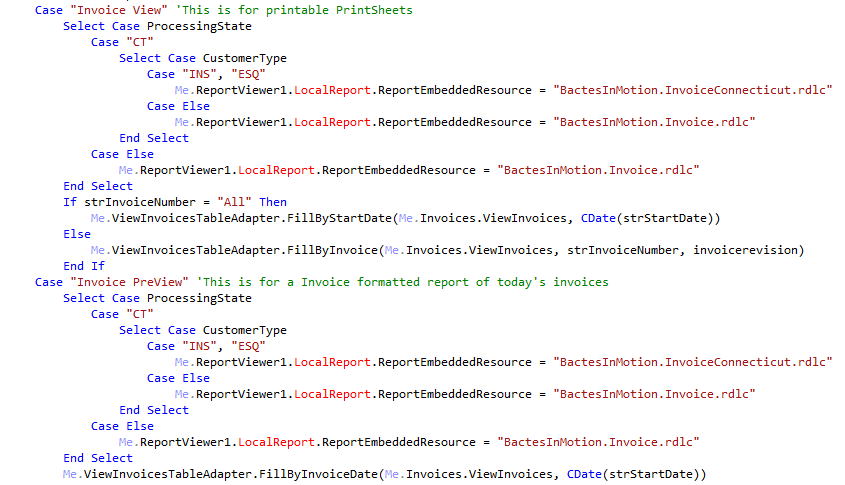 Case "Invoice View" 'This is for printable PrintSheets
Select Case ProcessingState
Case "CT"
Select Case CustomerType
Case "INS", "ESQ"
Me.ReportViewer1.LocalReport.ReportEmbeddedResource = "BactesInMotion.InvoiceConnecticut.rdlc"
Case Else
Me.ReportViewer1.LocalReport.ReportEmbeddedResource = "BactesInMotion.Invoice.rdlc"
End Select
Case Else
Me.ReportViewer1.LocalReport.ReportEmbeddedResource = "BactesInMotion.Invoice.rdlc"
End Select
If strInvoiceNumber = "All" Then
Me.ViewInvoicesTableAdapter.FillByStartDate(Me.Invoices.ViewInvoices, CDate(strStartDate))
Else
Me.ViewInvoicesTableAdapter.FillByInvoice(Me.Invoices.ViewInvoices, strInvoiceNumber, invoicerevision)
End If
Case "Invoice PreView" 'This is for a Invoice formatted report of today's invoices
Select Case ProcessingState
Case "CT"
Select Case CustomerType
Case "INS", "ESQ"
Me.ReportViewer1.LocalReport.ReportEmbeddedResource = "BactesInMotion.InvoiceConnecticut.rdlc"
Case Else
Me.ReportViewer1.LocalReport.ReportEmbeddedResource = "BactesInMotion.Invoice.rdlc"
End Select
Case Else
Me.ReportViewer1.LocalReport.ReportEmbeddedResource = "BactesInMotion.Invoice.rdlc"
End Select
Me.ViewInvoicesTableAdapter.FillByInvoiceDate(Me.Invoices.ViewInvoices, CDate(strStartDate))